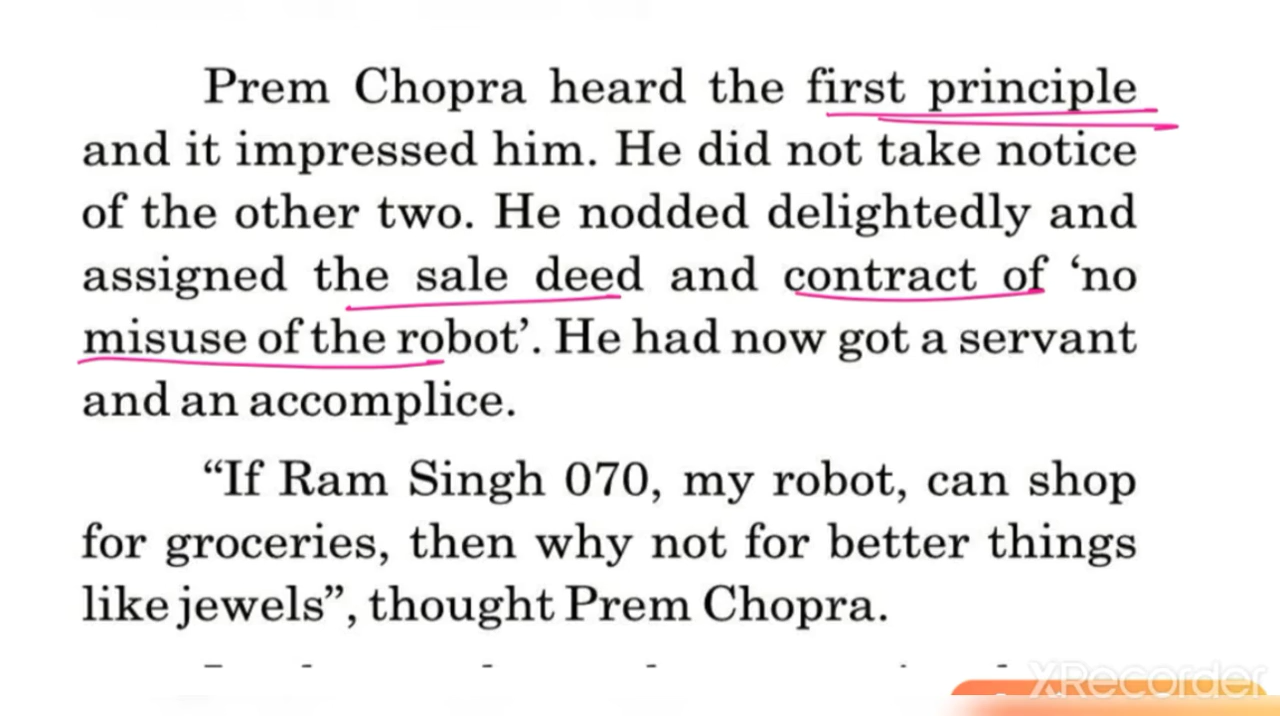 Prem Chopra heard the first principle
and it impressed him. He did not take notice
of the other two. He nodded delightedly and
assigned the sale deed and contract of ‘no
misuse of the robot’. He had now got a servant
and an accomplice.
“If Ram Singh 070, my robot, can shop
for groceries, then why not for better things
like jewels”, thought Prem Chopra.
XRecorder